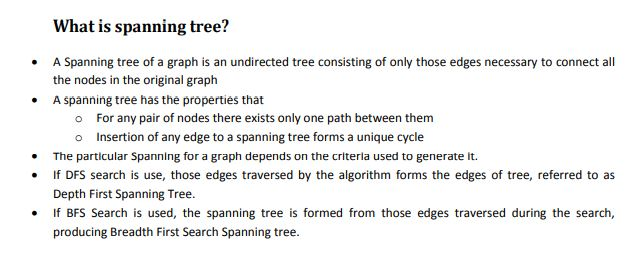 What is spanning tree?
• A Spanning tree of a graph is an undirected tree consisting of only those edges necessary to connect all
the nodes in the original graph
• A spanning tree has the properties that
o For any pair of nodes there exists only one path between them
o Insertion of any edge to a spanning tree forms a unique cycle
• The particular Spanning for a graph depends on the criteria used to generate it.
• If DFS search is use, those edges traversed by the algorithm forms the edges of tree, referred to as
Depth First Spanning Tree.
• If BFS Search is used, the spanning tree is formed from those edges traversed during the search,
producing Breadth First Search Spanning tree.